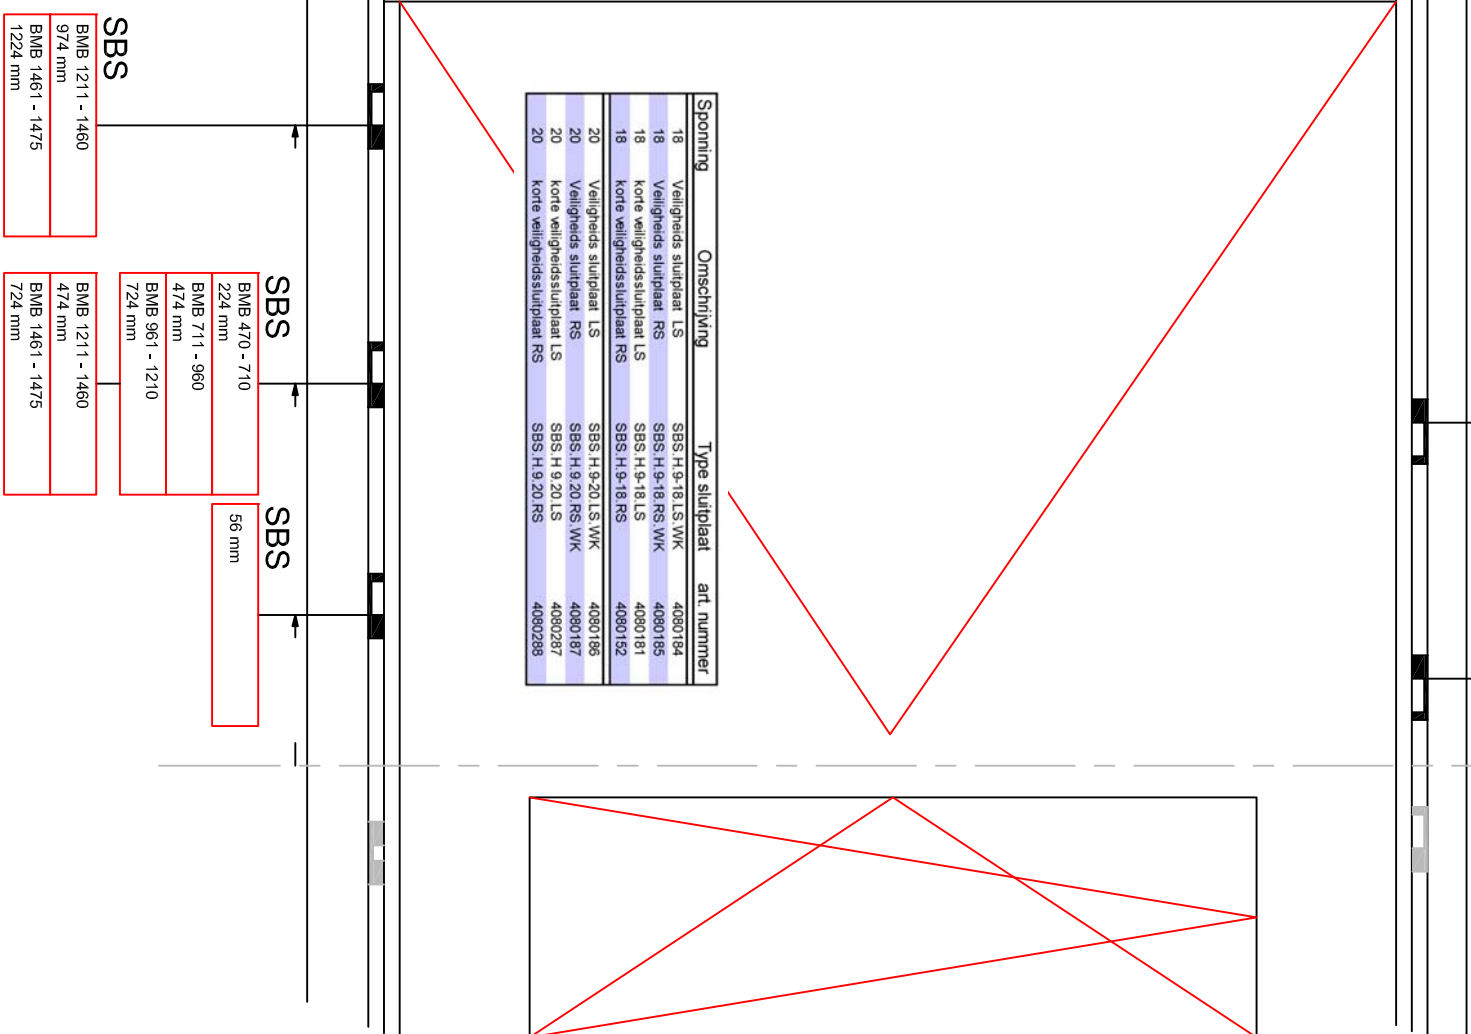 SBS
BMB 1211 - 1460
974 mm
BMB 1461 - 1475
1224 mm
SBS
BMB 470 - 710
224 mm
BMB 711 - 960
474 mm
BMB 961 - 1210
724 mm
BMB 1211 - 1460
474 mm
BMB 1461 - 1475
724 mm
SBS
56 mm
Sponning Omschrijving Type sluitplaat art. nummer
18 Veiligheids sluitplaat LS SBS.H.9-18.LS.WK 4080184
18 Veiligheids sluitplaat RS SBS.H.9-18.RS.WK 4080185
18 korte veiligheidssluitplaat LS SBS.H.9-18.LS 4080181
18 korte veiligheidssluitplaat RS SBS.H.9-18.RS 4080152
20 Veiligheids sluitplaat LS SBS.H.9-20.LS.WK 4080186
20 Veiligheids sluitplaat RS SBS.H.9.20.RS.WK 4080187
20 korte veiligheidssluitplaat LS SBS.H 9.20.LS 4080287
20 korte veiligheidssluitplaat RS SBS.H.9.20.RS 4080288